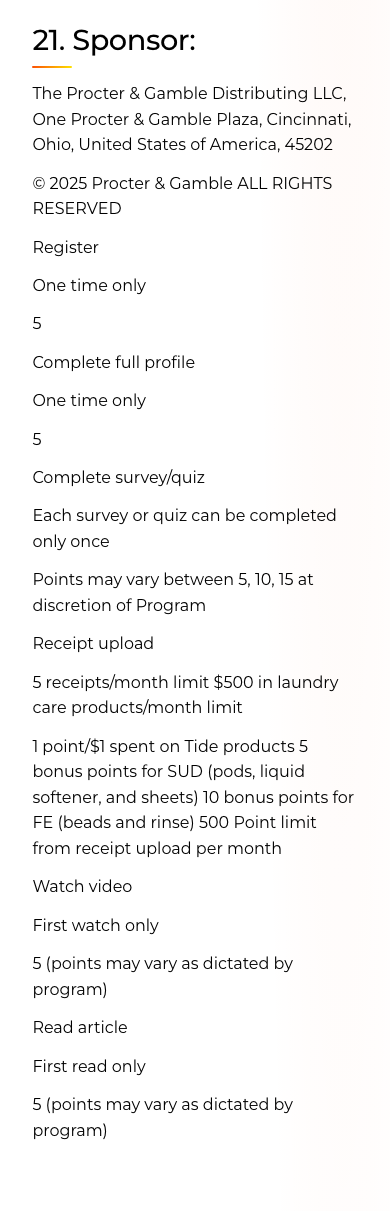 21. Sponsor:
The Procter & Gamble Distributing LLC,
One Procter & Gamble Plaza, Cincinnati,
Ohio, United States of America, 45202
© 2025 Procter & Gamble ALL RIGHTS
RESERVED
Register
One time only
5
Complete full profile
One time only
5
Complete survey/quiz
Each survey or quiz can be completed
only once
Points may vary between 5, 10, 15 at
discretion of Program
Receipt upload
5 receipts/month limit $500 in laundry
care products/month limit
1 point/$1 spent on Tide products 5
bonus points for SUD (pods, liquid
softener, and sheets) 10 bonus points for
FE (beads and rinse) 500 Point limit
from receipt upload per month
Watch video
First watch only
5 (points may vary as dictated by
program)
Read article
First read only
5 (points may vary as dictated by
program)